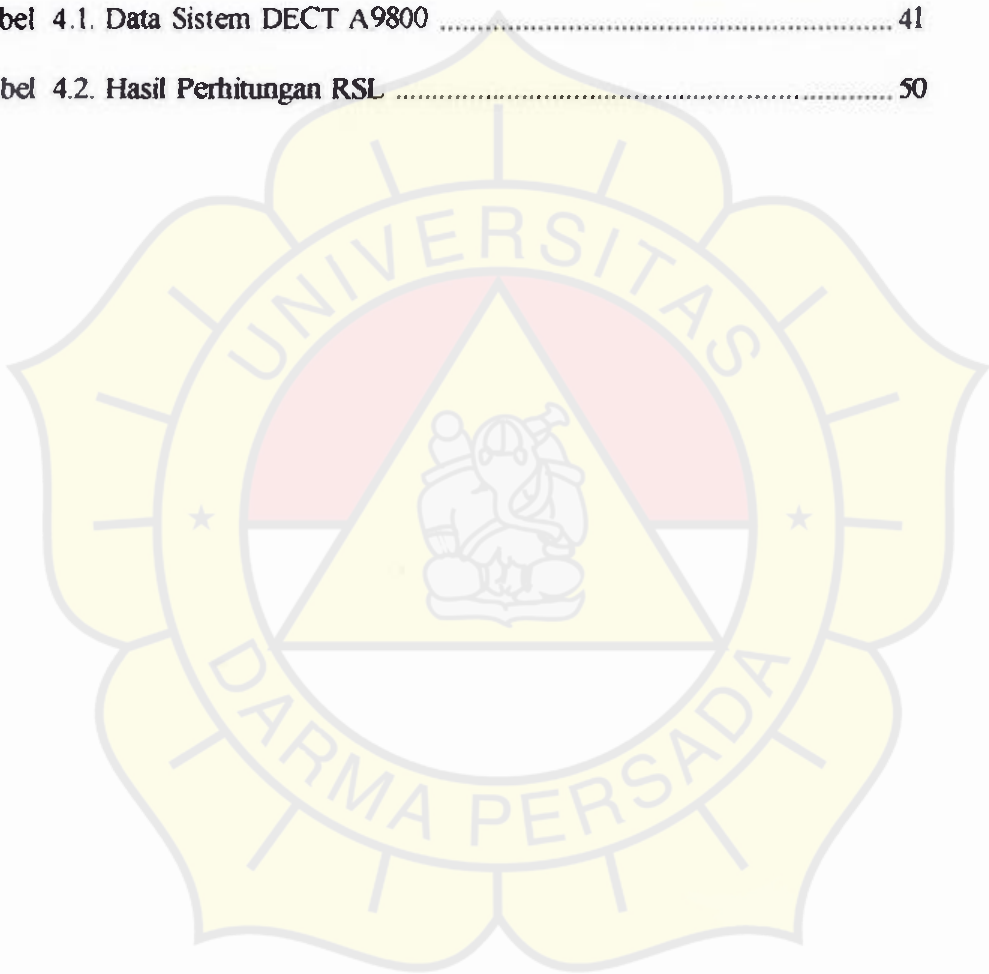 bel 4.1. Data Sistem DECT A9800 ........................ 41
bel 4.2. Hasil Perhitungan RSL ........................ 50
UNIVERSITAS
DARMA PERSADA